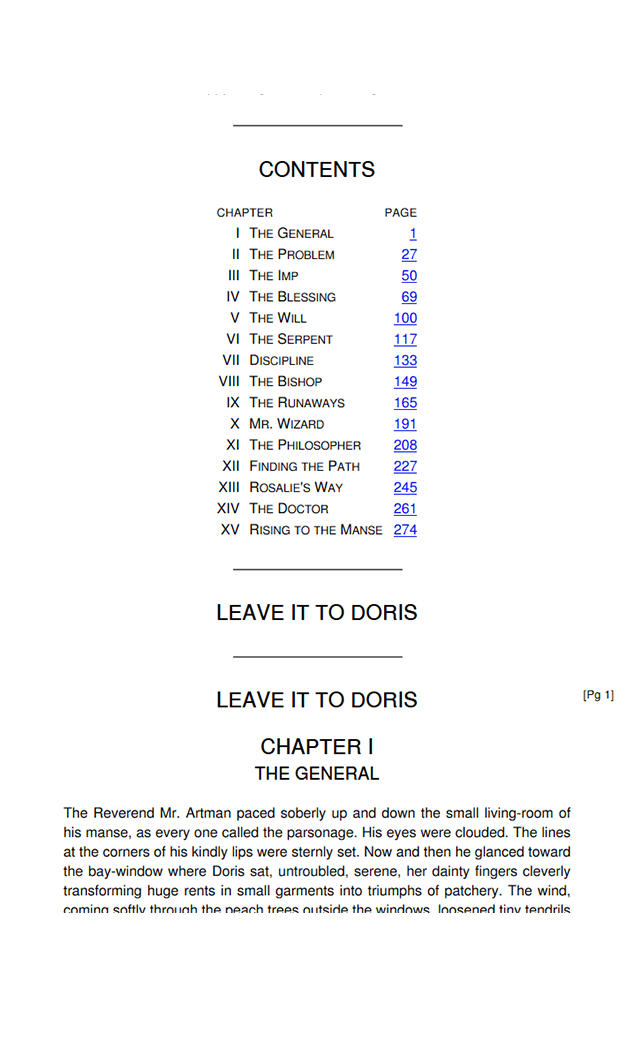 CONTENTS
CHAPTER PAGE
I The General 1
II The Problem 27
III The Imp 50
IV The Blessing 69
V The Will 100
VI The Serpent 117
VII Discipline 133
VIII The Bishop 149
IX The Runaways 165
X Mr. Wizard 191
XI The Philosopher 208
XII Finding the Path 227
XIII Rosalie's Way 245
XIV The Doctor 261
XV Rising to the Manse 274
LEAVE IT TO DORIS
[Pg 1]
LEAVE IT TO DORIS
CHAPTER I
THE GENERAL
The Reverend Mr. Artman paced soberly up and down the small living-room of
his manse, as every one called the parsonage. His eyes were clouded. The lines
at the corners of his kindly lips were sternly set. Now and then he glanced toward
the bay-window where Doris sat, untroubled, serene, her dainty fingers cleverly
transforming huge rents in small garments into triumphs of patchery. The wind,
coming softly through the peach trees outside the windows, loosened tiny tendrils